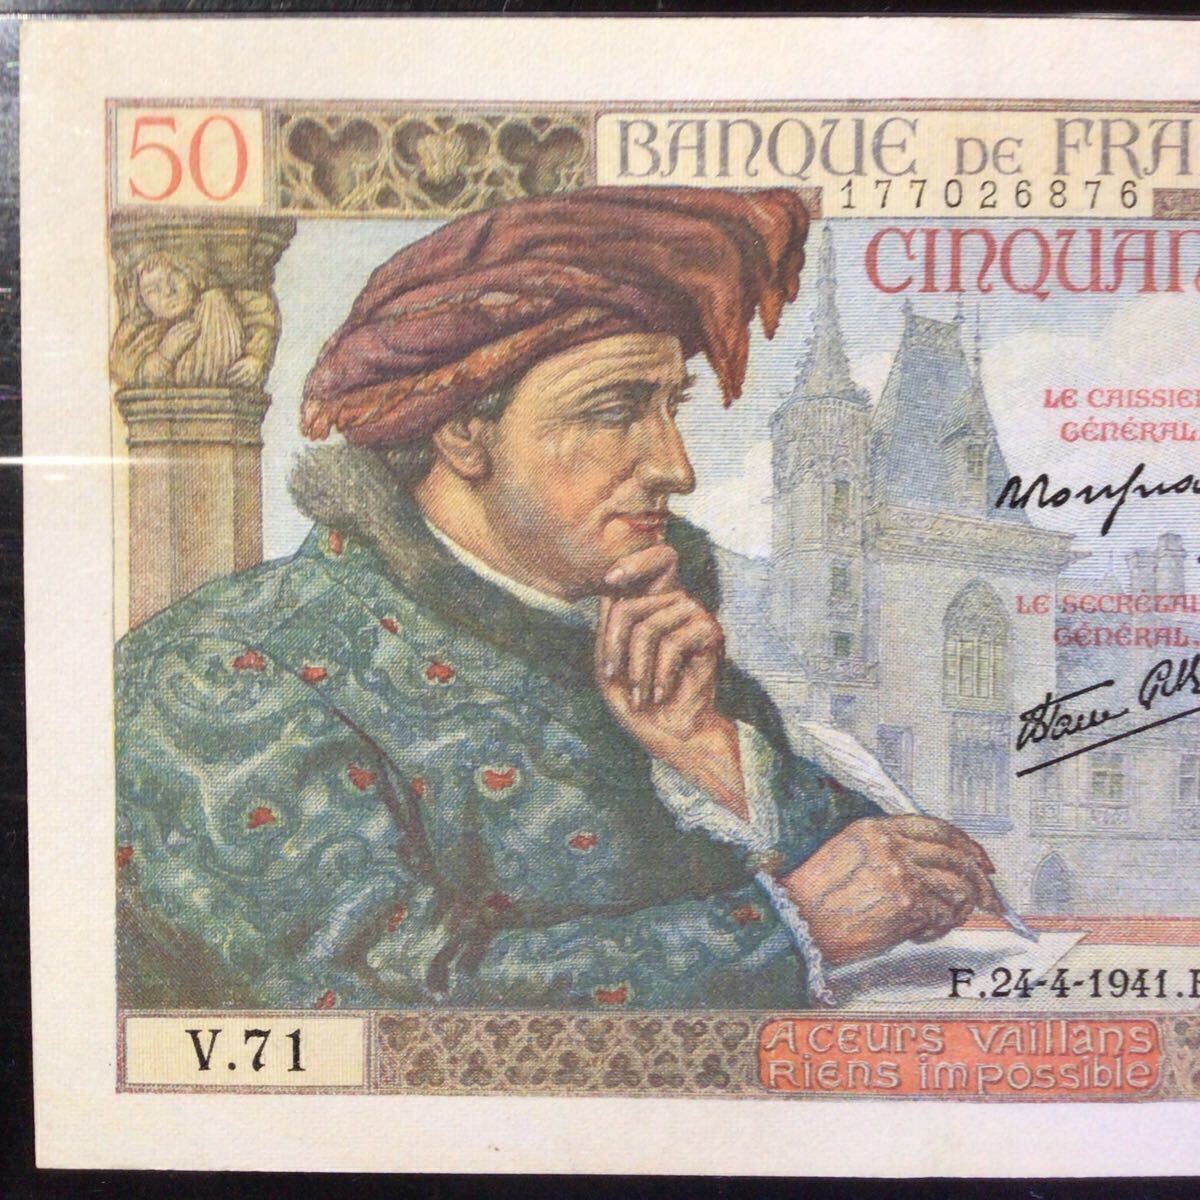 50
BANQUE DE FRA
177026876
CINQUAN
LE CAISSIER
GÉNÉRAL
LE SECRÉTAI
GÉNÉRAL
F.24-4-1941.F
V.71
A CŒURS VAILLANS
RIENS IMPOSSIBLE